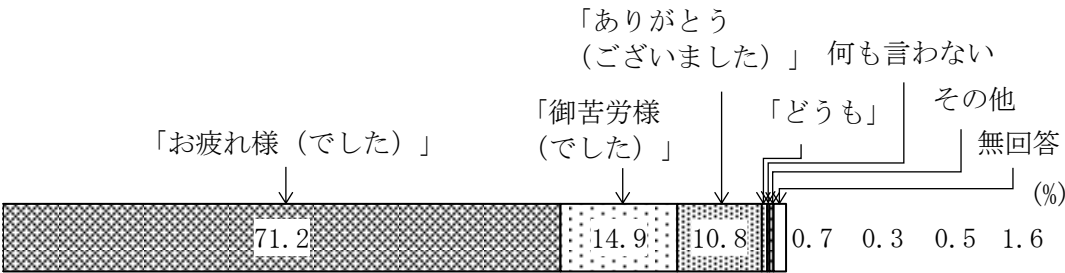 「ありがとう
(ございました)」
何も言わない
その他
「御苦労様
(でした)」
「どうも」
「お疲れ様(でした)」
無回答
(%)
71.2 14.9 10.8 0.7 0.3 0.5 1.6